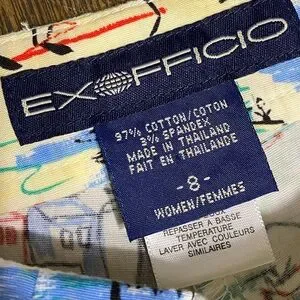 EXOFFICIO
97% COTTON/COTON
3% SPANDEX
MADE IN THAILAND
FAIT EN THAILANDE
-8-
WOMEN/FEMMES
REPASSER A BASSE
TEMPERATURE
LAVER AVEC COULEURS
SIMILAIRES